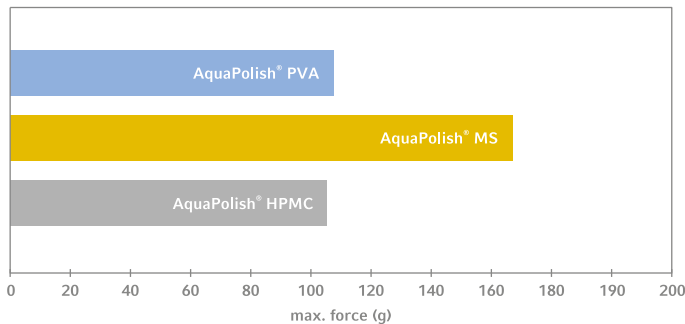 AquaPolish® PVA
AquaPolish® MS
AquaPolish® HPMC
0 20 40 60 80 100 120 140 160 180 190 200
max. force (g)